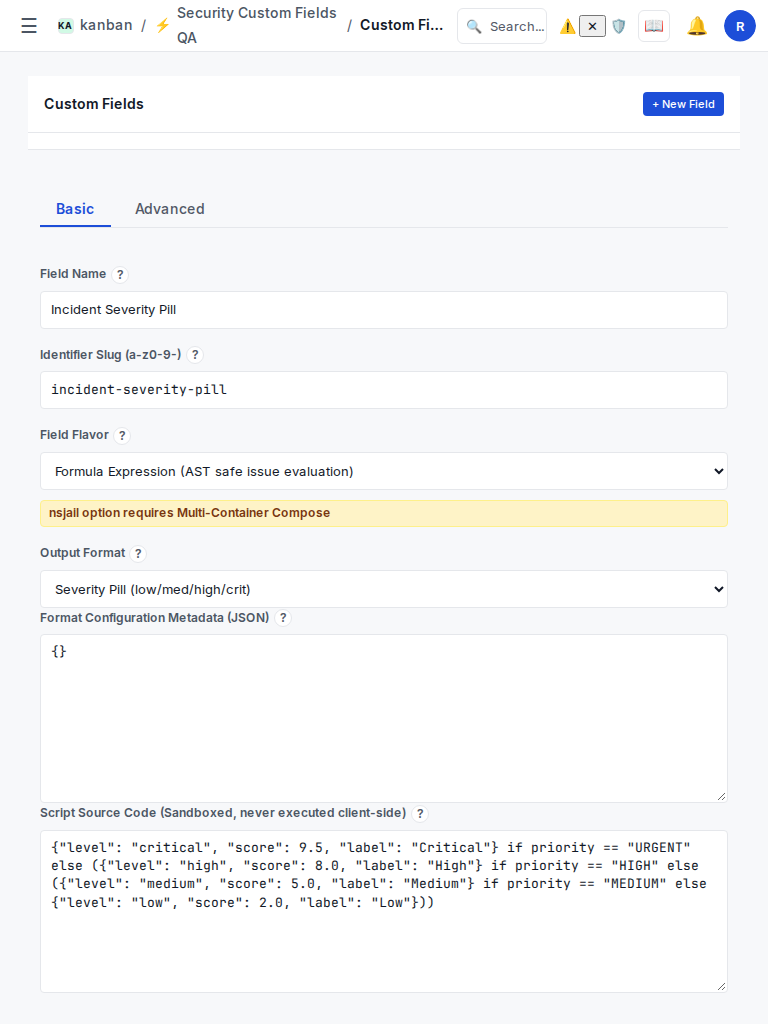 ☰ KA kanban / ⚡ Security Custom Fields QA / Custom Fi… 🔍 Search… ⚠️ ✕ 🛡️ 📖 🔔 R
Custom Fields
+ New Field
Basic
Advanced
Field Name ?
Incident Severity Pill
Identifier Slug (a-z0-9-) ?
incident-severity-pill
Field Flavor ?
Formula Expression (AST safe issue evaluation)
nsjail option requires Multi-Container Compose
Output Format ?
Severity Pill (low/med/high/crit)
Format Configuration Metadata (JSON) ?
{}
Script Source Code (Sandboxed, never executed client-side) ?
{"level": "critical", "score": 9.5, "label": "Critical"} if priority == "URGENT"
else ({"level": "high", "score": 8.0, "label": "High"} if priority == "HIGH" else
({"level": "medium", "score": 5.0, "label": "Medium"} if priority == "MEDIUM" else
{"level": "low", "score": 2.0, "label": "Low"}))